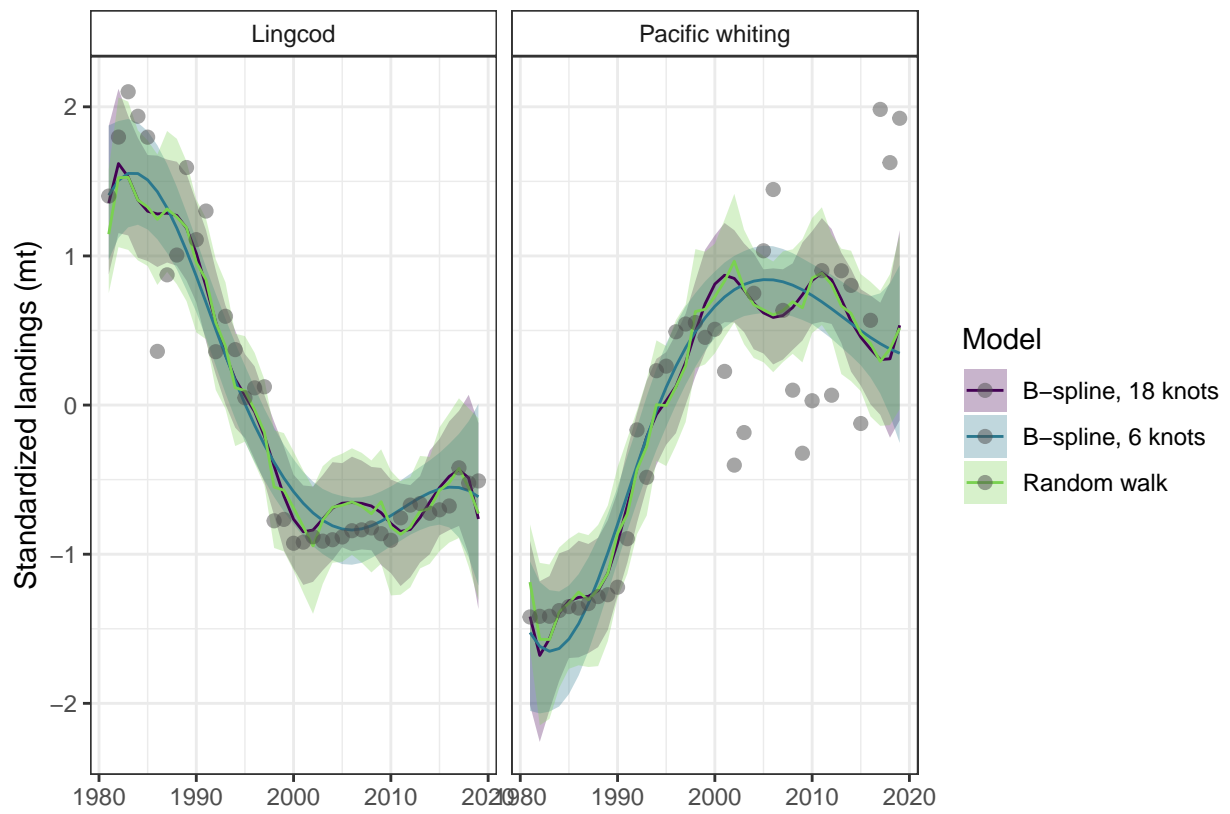 Lingcod
Pacific whiting
Standardized landings (mt)
2
1
0
−1
−2
1980
1990
2000
2010
2020
1980
1990
2000
2010
2020
Model
B−spline, 18 knots
B−spline, 6 knots
Random walk